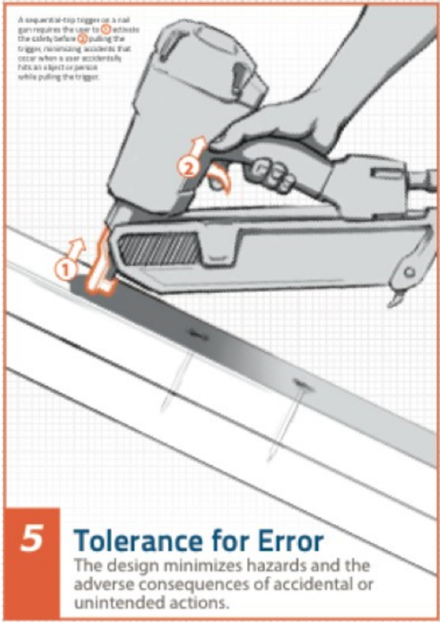 A sequential-trip trigger on a nail
gun requires the user to 1 activate
the safety before 2 pulling the
trigger, minimizing accidents that
occur when a user accidentally
hits an object or person
while pulling the trigger.
2
1
5
Tolerance for Error
The design minimizes hazards and the
adverse consequences of accidental or
unintended actions.